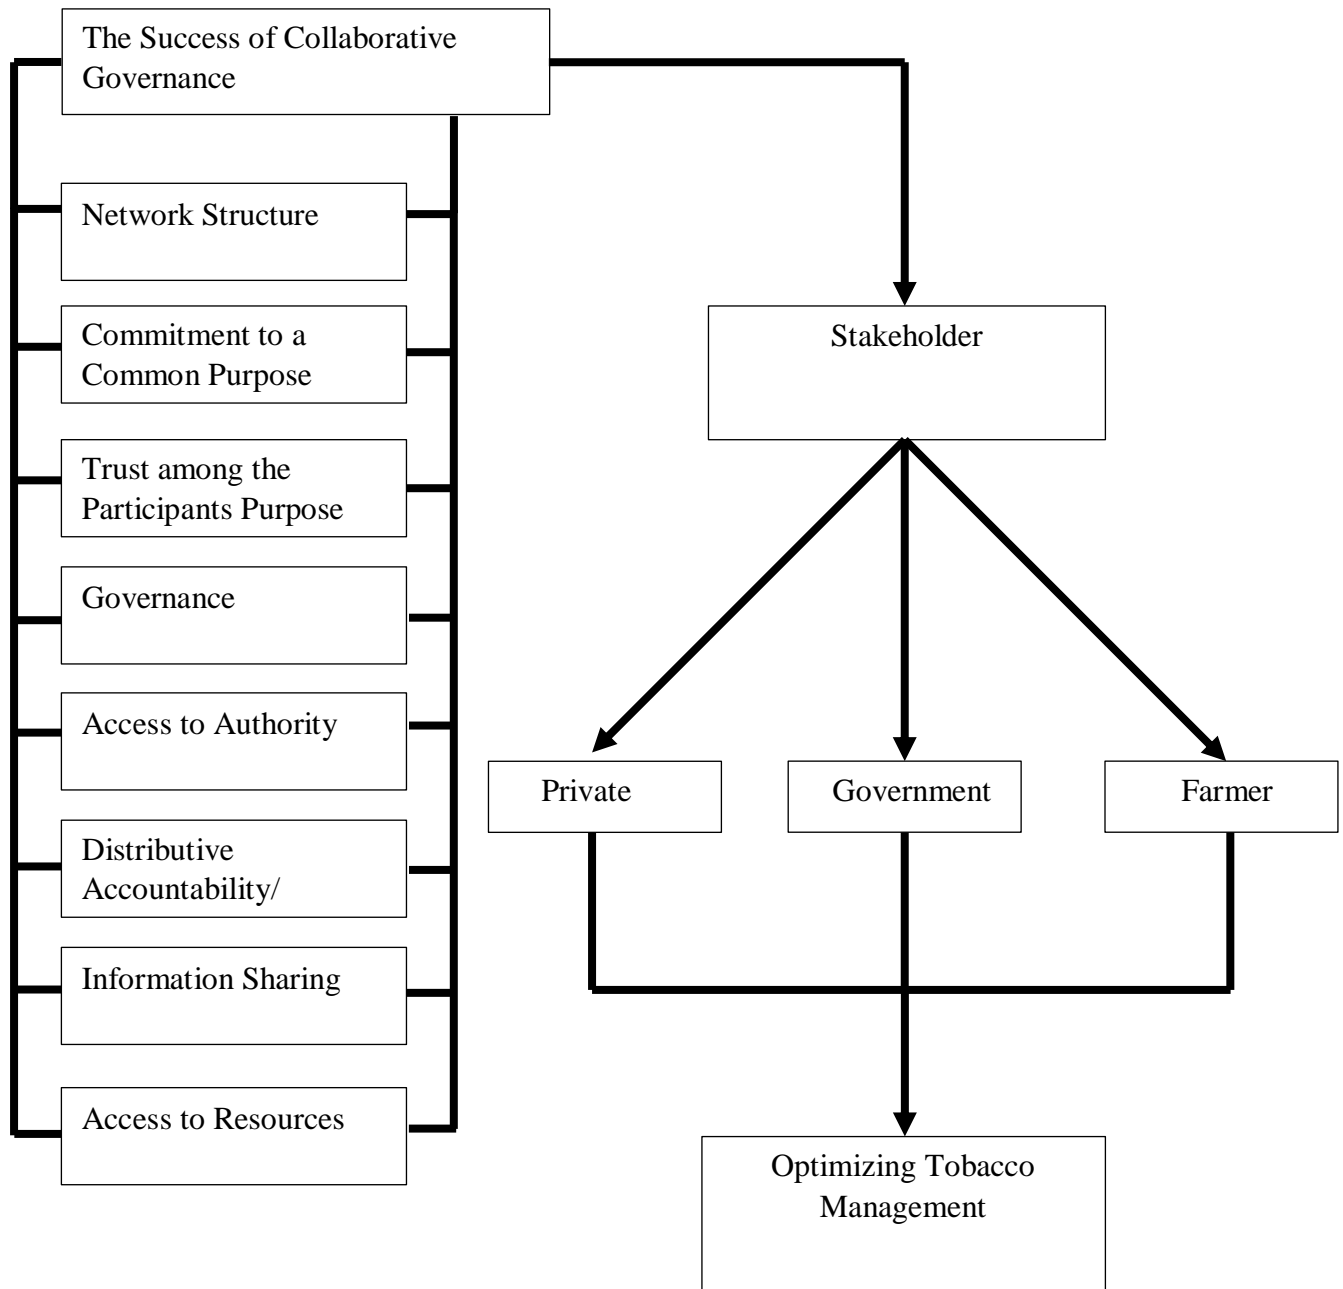 The Success of Collaborative
Governance
Network Structure
Commitment to a
Common Purpose
Trust among the
Participants Purpose
Governance
Access to Authority
Distributive
Accountability/
Information Sharing
Access to Resources
Stakeholder
Private
Government
Farmer
Optimizing Tobacco
Management